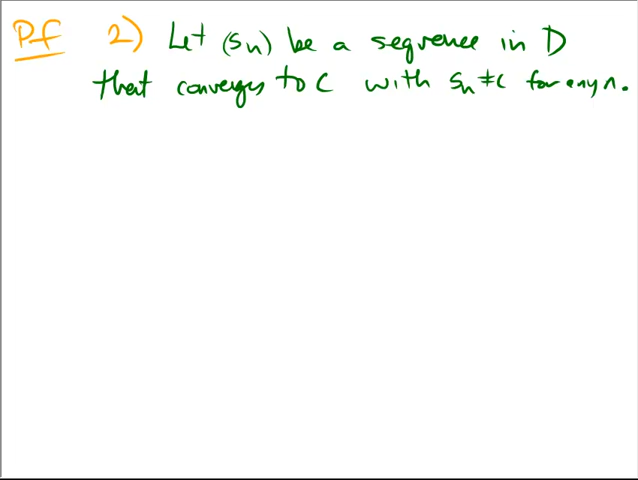 Pf 2) Let (Sn) be a sequence in D
that converges to C with Sn ≠ C for any n.